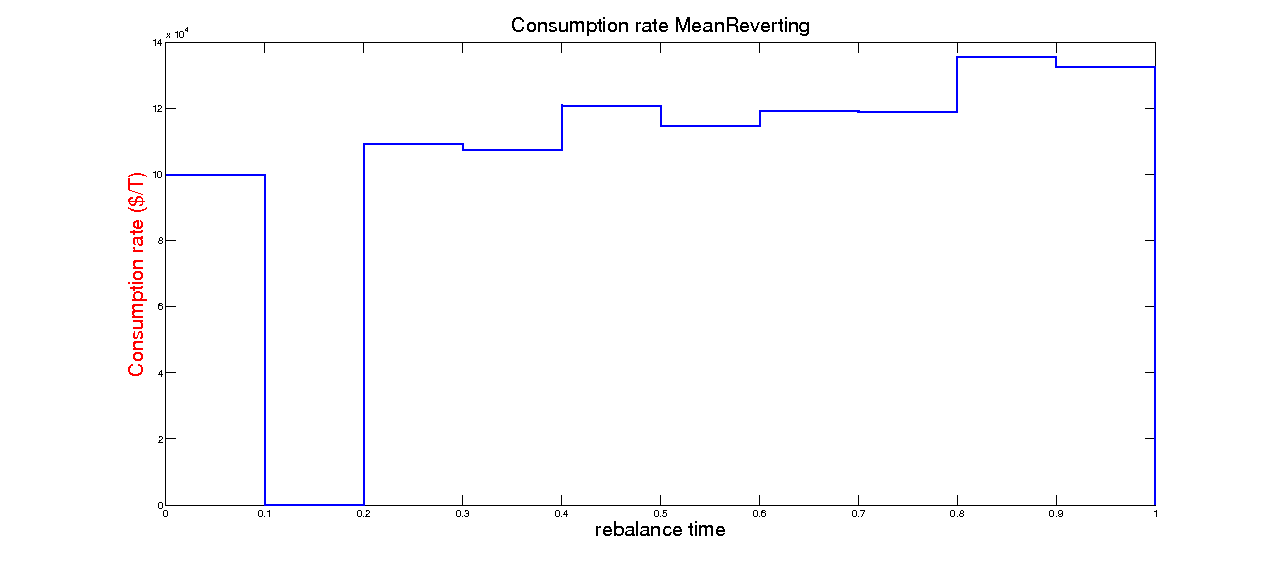 Consumption rate MeanReverting
x 10^4
14
12
10
8
6
4
2
0
Consumption rate ($/T)
0 0.1 0.2 0.3 0.4 0.5 0.6 0.7 0.8 0.9 1
rebalance time